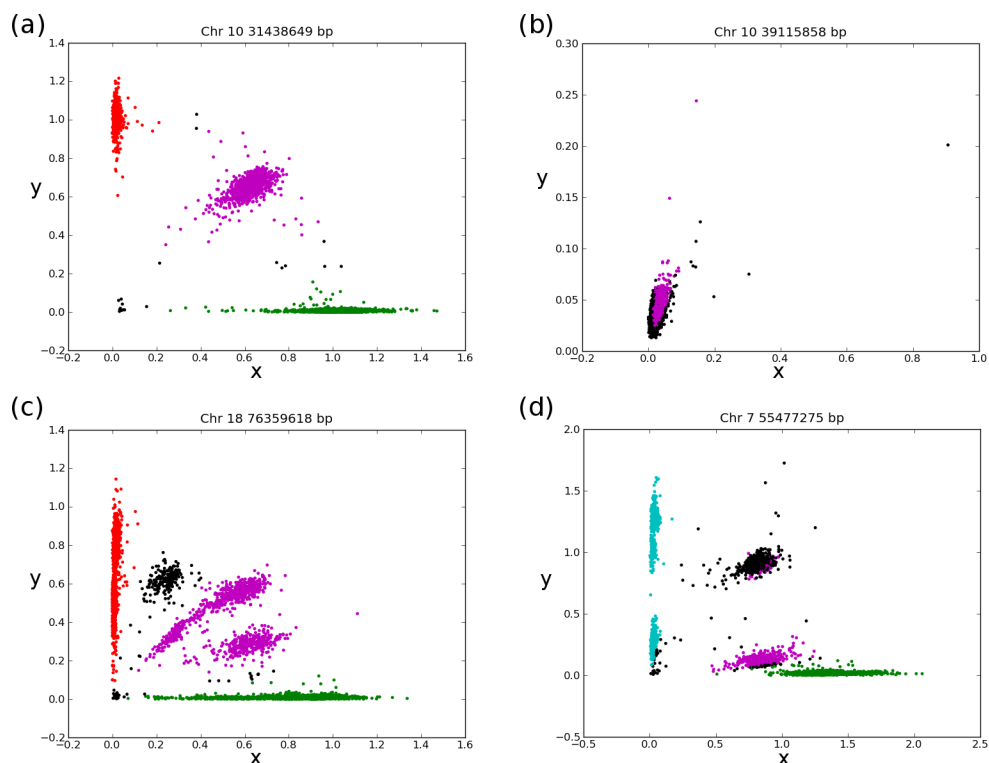 (a)
Chr 10 31438649 bp
1.4
1.2
1.0
0.8
0.6
0.4
0.2
0.0
−0.2
y
−0.2 0.0 0.2 0.4 0.6 0.8 1.0 1.2 1.4 1.6
x
(b)
Chr 10 39115858 bp
0.30
0.25
0.20
0.15
0.10
0.05
0.00
y
−0.2 0.0 0.2 0.4 0.6 0.8 1.0
x
(c)
Chr 18 76359618 bp
1.4
1.2
1.0
0.8
0.6
0.4
0.2
0.0
−0.2
y
−0.2 0.0 0.2 0.4 0.6 0.8 1.0 1.2 1.4 1.6
x
(d)
Chr 7 55477275 bp
2.0
1.5
1.0
0.5
0.0
−0.5
y
−0.5 0.0 0.5 1.0 1.5 2.0 2.5
x